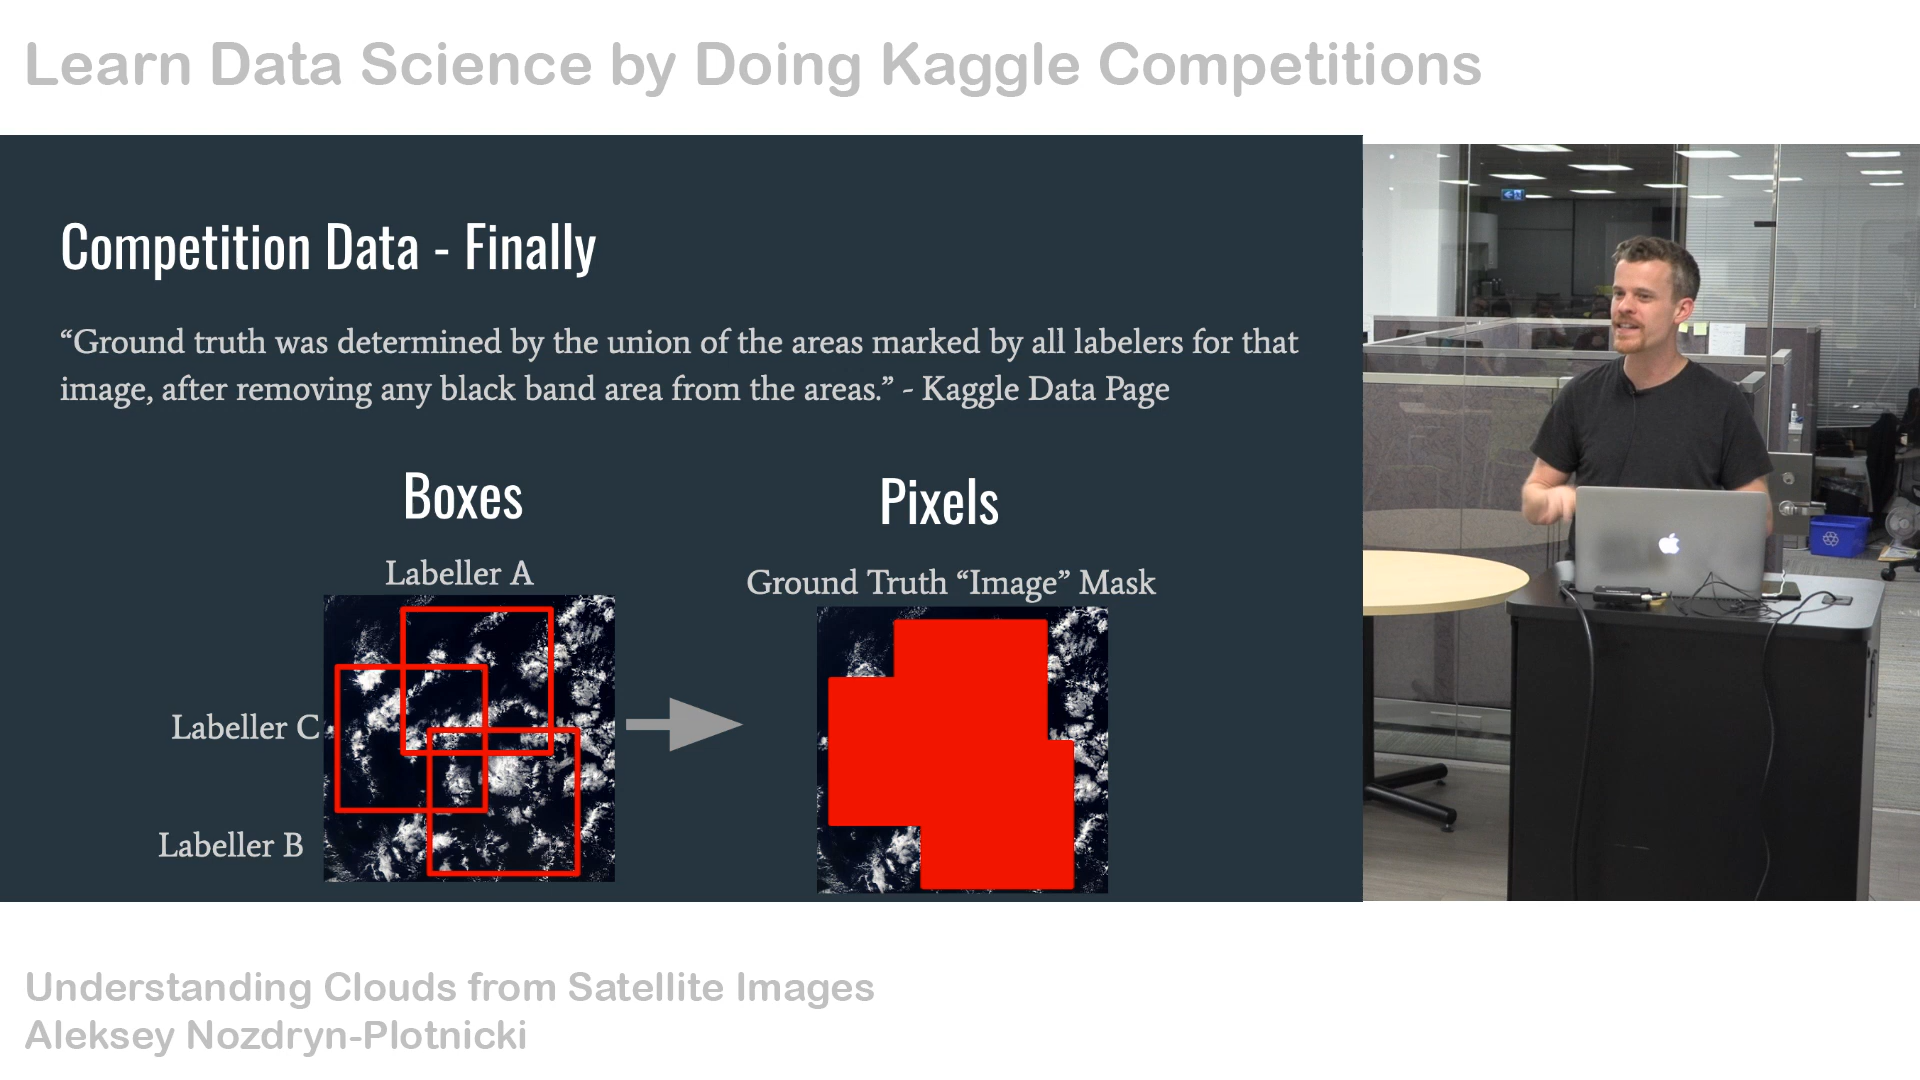 Learn Data Science by Doing Kaggle Competitions
Competition Data - Finally
“Ground truth was determined by the union of the areas marked by all labelers for that
image, after removing any black band area from the areas.” - Kaggle Data Page
Boxes
Pixels
Labeller A
Ground Truth “Image” Mask
Labeller C
Labeller B
Understanding Clouds from Satellite Images
Aleksey Nozdryn-Plotnicki